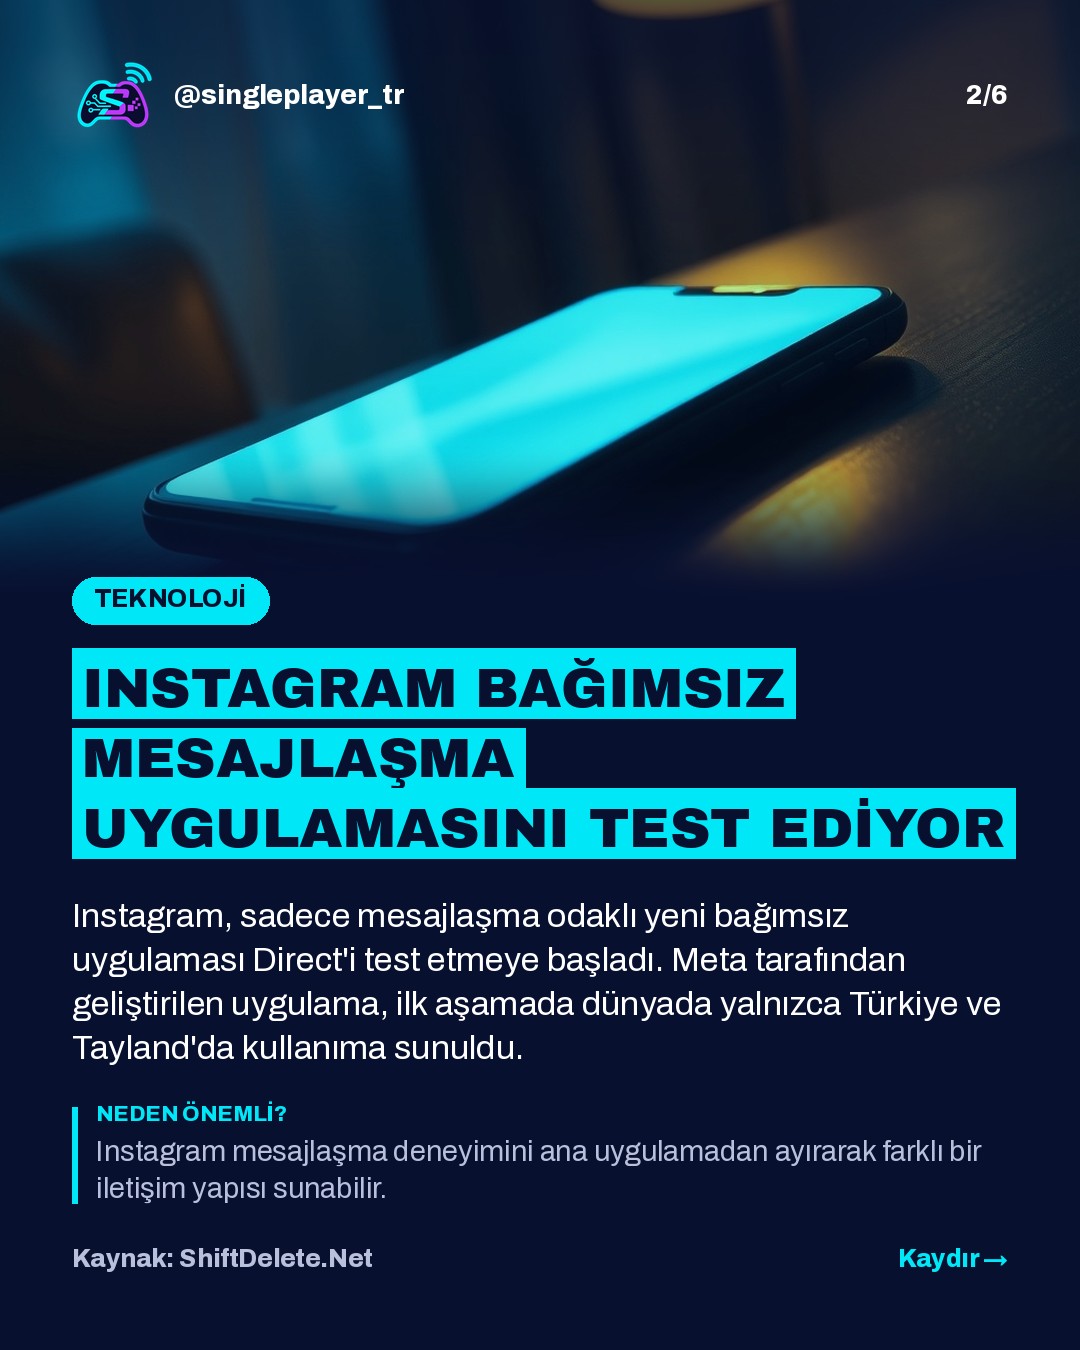 @singleplayer_tr
2/6
TEKNOLOJİ
INSTAGRAM BAĞIMSIZ
MESAJLAŞMA
UYGULAMASINI TEST EDİYOR
Instagram, sadece mesajlaşma odaklı yeni bağımsız
uygulaması Direct'i test etmeye başladı. Meta tarafından
geliştirilen uygulama, ilk aşamada dünyada yalnızca Türkiye ve
Tayland'da kullanıma sunuldu.
NEDEN ÖNEMLİ?
Instagram mesajlaşma deneyimini ana uygulamadan ayırarak farklı bir
iletişim yapısı sunabilir.
Kaynak: ShiftDelete.Net
Kaydır→